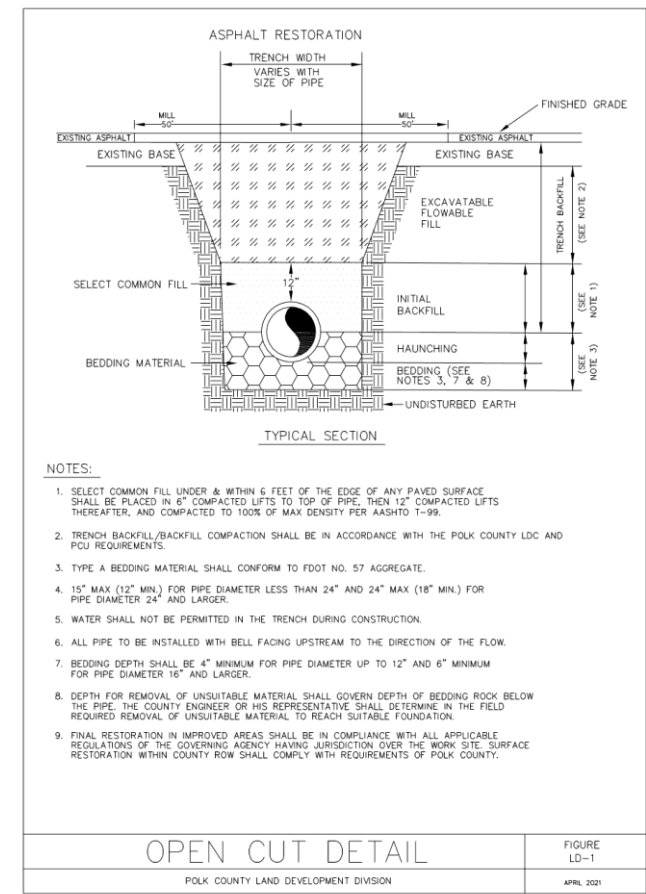 ASPHALT RESTORATION
TRENCH WIDTH
VARIES WITH
SIZE OF PIPE
MILL
50'
MILL
50'
FINISHED GRADE
EXISTING ASPHALT
EXISTING ASPHALT
EXISTING BASE
EXISTING BASE
EXCAVATABLE
FLOWABLE
FILL
TRENCH BACKFILL
(SEE NOTE 2)
SELECT COMMON FILL
12"
INITIAL
BACKFILL
(SEE
NOTE 1)
HAUNCHING
BEDDING MATERIAL
BEDDING (SEE
NOTES 3, 7 & 8)
(SEE
NOTE 3)
UNDISTURBED EARTH
TYPICAL SECTION
NOTES:
1. SELECT COMMON FILL UNDER & WITHIN 6 FEET OF THE EDGE OF ANY PAVED SURFACE
SHALL BE PLACED IN 6" COMPACTED LIFTS TO TOP OF PIPE, THEN 12" COMPACTED LIFTS
THEREAFTER, AND COMPACTED TO 100% OF MAX DENSITY PER AASHTO T-99.
2. TRENCH BACKFILL/BACKFILL COMPACTION SHALL BE IN ACCORDANCE WITH THE POLK COUNTY LDC AND
PCU REQUIREMENTS.
3. TYPE A BEDDING MATERIAL SHALL CONFORM TO FDOT NO. 57 AGGREGATE.
4. 15" MAX (12" MIN.) FOR PIPE DIAMETER LESS THAN 24" AND 24" MAX (18" MIN.) FOR
PIPE DIAMETER 24" AND LARGER.
5. WATER SHALL NOT BE PERMITTED IN THE TRENCH DURING CONSTRUCTION.
6. ALL PIPE TO BE INSTALLED WITH BELL FACING UPSTREAM TO THE DIRECTION OF THE FLOW.
7. BEDDING DEPTH SHALL BE 4" MINIMUM FOR PIPE DIAMETER UP TO 12" AND 6" MINIMUM
FOR PIPE DIAMETER 16" AND LARGER.
8. DEPTH FOR REMOVAL OF UNSUITABLE MATERIAL SHALL GOVERN DEPTH OF BEDDING ROCK BELOW
THE PIPE. THE COUNTY ENGINEER OR HIS REPRESENTATIVE SHALL DETERMINE IN THE FIELD
REQUIRED REMOVAL OF UNSUITABLE MATERIAL TO REACH SUITABLE FOUNDATION.
9. FINAL RESTORATION IN IMPROVED AREAS SHALL BE IN COMPLIANCE WITH ALL APPLICABLE
REGULATIONS OF THE GOVERNING AGENCY HAVING JURISDICTION OVER THE WORK SITE. SURFACE
RESTORATION WITHIN COUNTY ROW SHALL COMPLY WITH REQUIREMENTS OF POLK COUNTY.
OPEN CUT DETAIL
FIGURE
LD-1
POLK COUNTY LAND DEVELOPMENT DIVISION
APRIL 2021